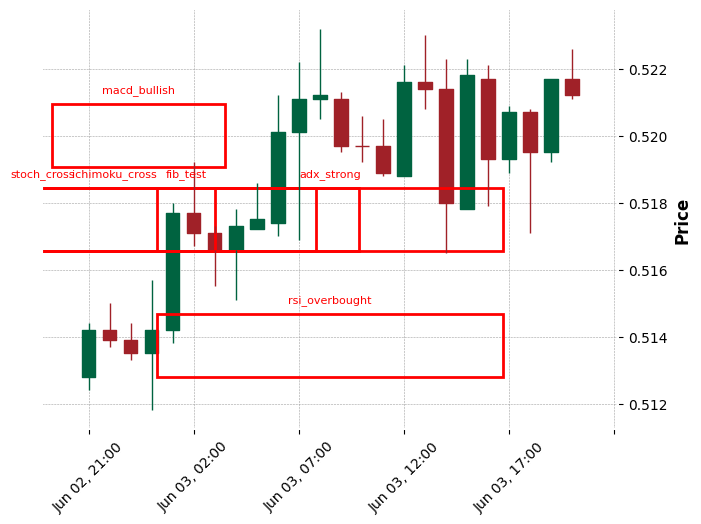 macd_bullish
stoch_cross
ichimoku_cross
fib_test
adx_strong
rsi_overbought
0.522
0.520
0.518
0.516
0.514
0.512
Price
Jun 02, 21:00
Jun 03, 02:00
Jun 03, 07:00
Jun 03, 12:00
Jun 03, 17:00